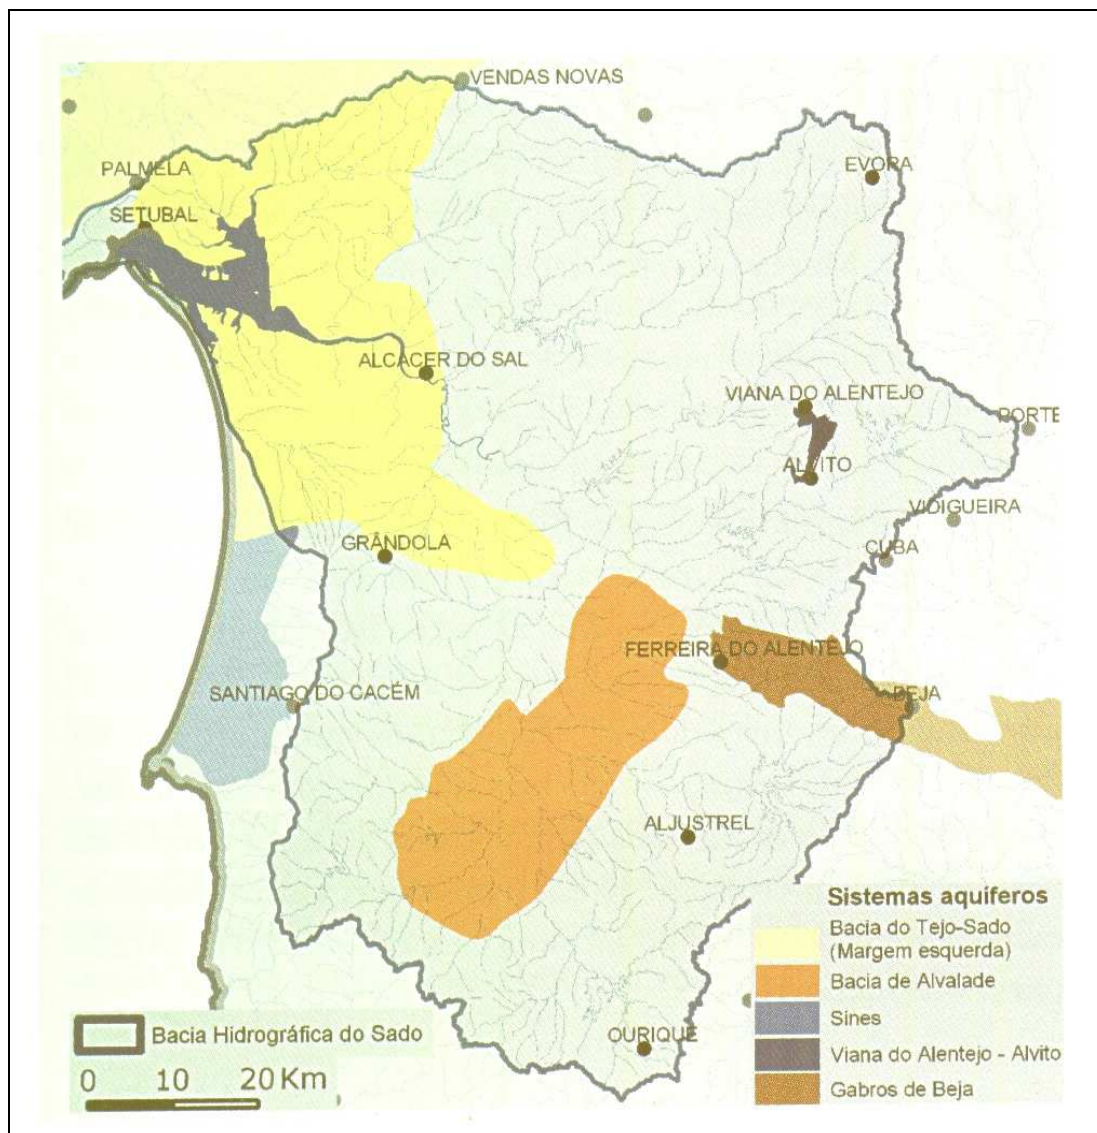 VENDAS NOVAS
PALMELA
EVORA
SETUBAL
ALCACER DO SAL
VIANA DO ALENTEJO
PORTE
ALVITO
VIDIGUEIRA
GRÂNDOLA
CUBA
FERREIRA DO ALENTEJO
SANTIAGO DO CACÉM
BEJA
ALJUSTREL
OURIQUE
Sistemas aquíferos
Bacia do Tejo-Sado
(Margem esquerda)
Bacia de Alvalade
Sines
Viana do Alentejo - Alvito
Gabros de Beja
Bacia Hidrográfica do Sado
0 10 20 Km